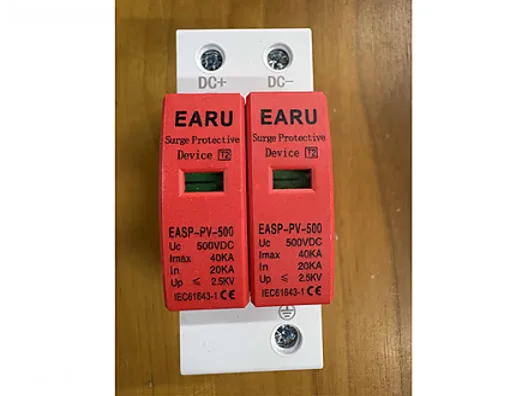 DC+ DC-
EARU
Surge Protective
Device T2
EASP-PV-500
Uc 500VDC
Imax 40KA
In 20KA
Up ≤ 2.5KV
IEC61643-1 CE
EARU
Surge Protective
Device T2
EASP-PV-500
Uc 500VDC
Imax 40KA
In 20KA
Up ≤ 2.5KV
IEC61643-1 CE